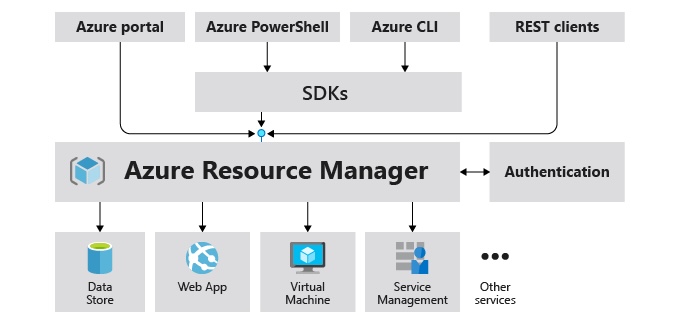 Azure portal
Azure PowerShell
Azure CLI
REST clients
SDKs
Azure Resource Manager
Authentication
Data
Store
Web App
Virtual
Machine
Service
Management
Other
services